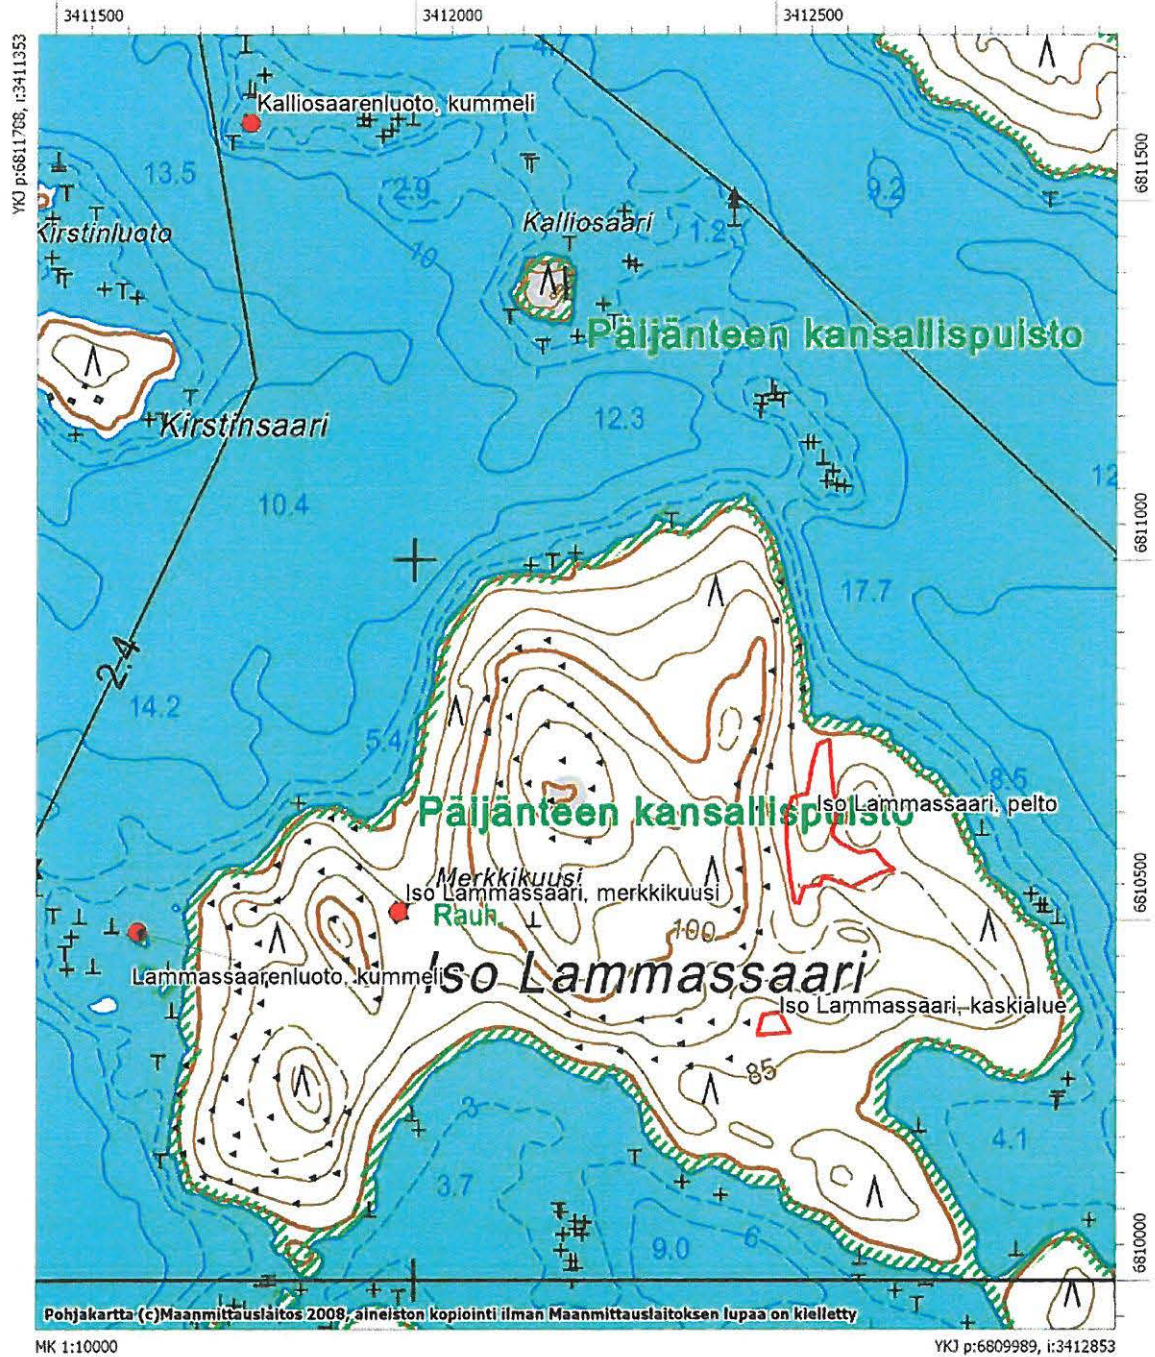 3411500
3412000
3412500
YKJ p:6811788, i:3411353
4
Kalliosaarenluoto, kummeli
6811500
13.5
2.9
9.2
Kirstinluoto
Kalliosaari
1.2
10
Päijänteen kansallispuisto
Kirstinsaari
12.3
12
10.4
6811000
17.7
2.4
14.2
5.4
8.5
Päijänteen kansallispuisto
Iso Lammassaari, pelto
Merkkikuusi
Iso Lammassaari, merkkikuusi
6810500
Rauh.
100
Lammassaarenluoto, kummeli
Iso Lammassaari
Iso Lammassaari, kaskialue
85
3
4.1
3.7
9.0
6
6810000
Pohjakartta (c)Maanmittauslaitos 2008, aineiston kopiointi ilman Maanmittauslaitoksen lupaa on kielletty
MK 1:10000
YKJ p:6809989, i:3412853